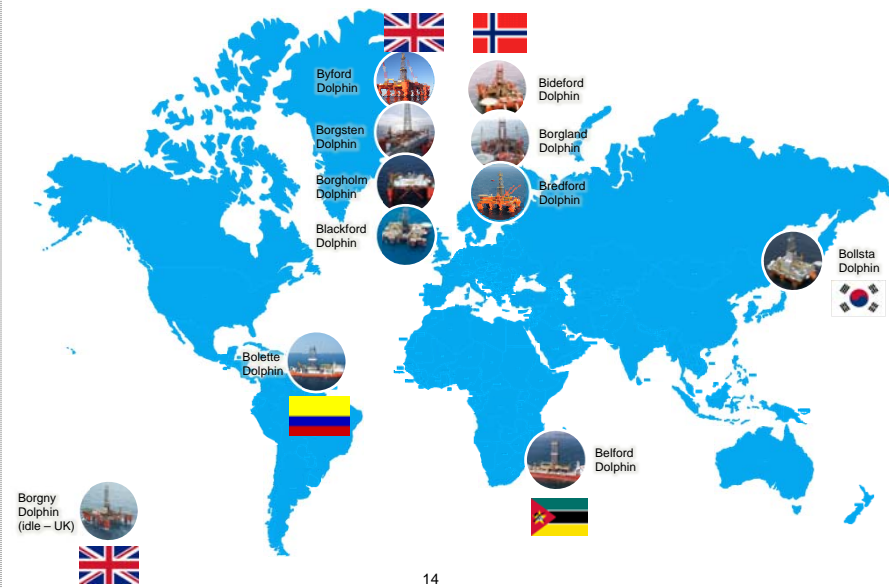 Byford
Dolphin
Borgsten
Dolphin
Borgholm
Dolphin
Blackford
Dolphin
Bideford
Dolphin
Borgland
Dolphin
Bredford
Dolphin
Bollsta
Dolphin
Bolette
Dolphin
Belford
Dolphin
Borgny
Dolphin
(idle – UK)
14